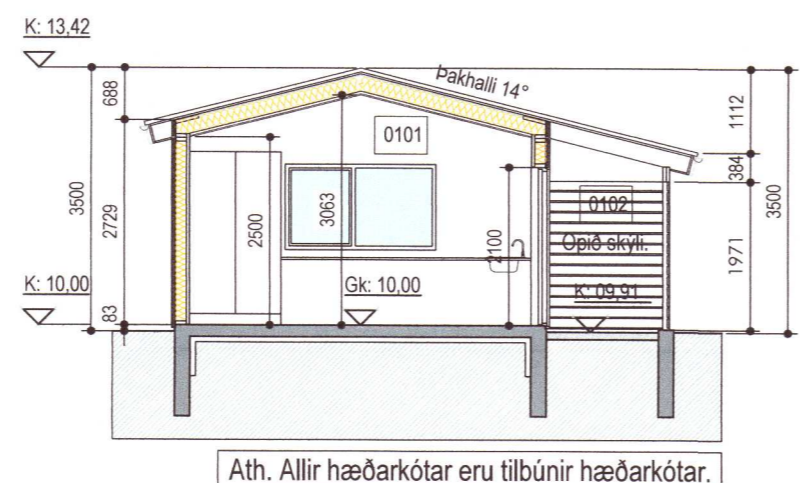 K: 13,42
Þakhalli 14°
688
1112
0101
384
3500
2729
2500
3063
2100
0102
Opið skýli.
1971
3500
K: 10,00
Gk: 10,00
K: 09,91
83
Ath. Allir hæðarkótar eru tilbúnir hæðarkótar.